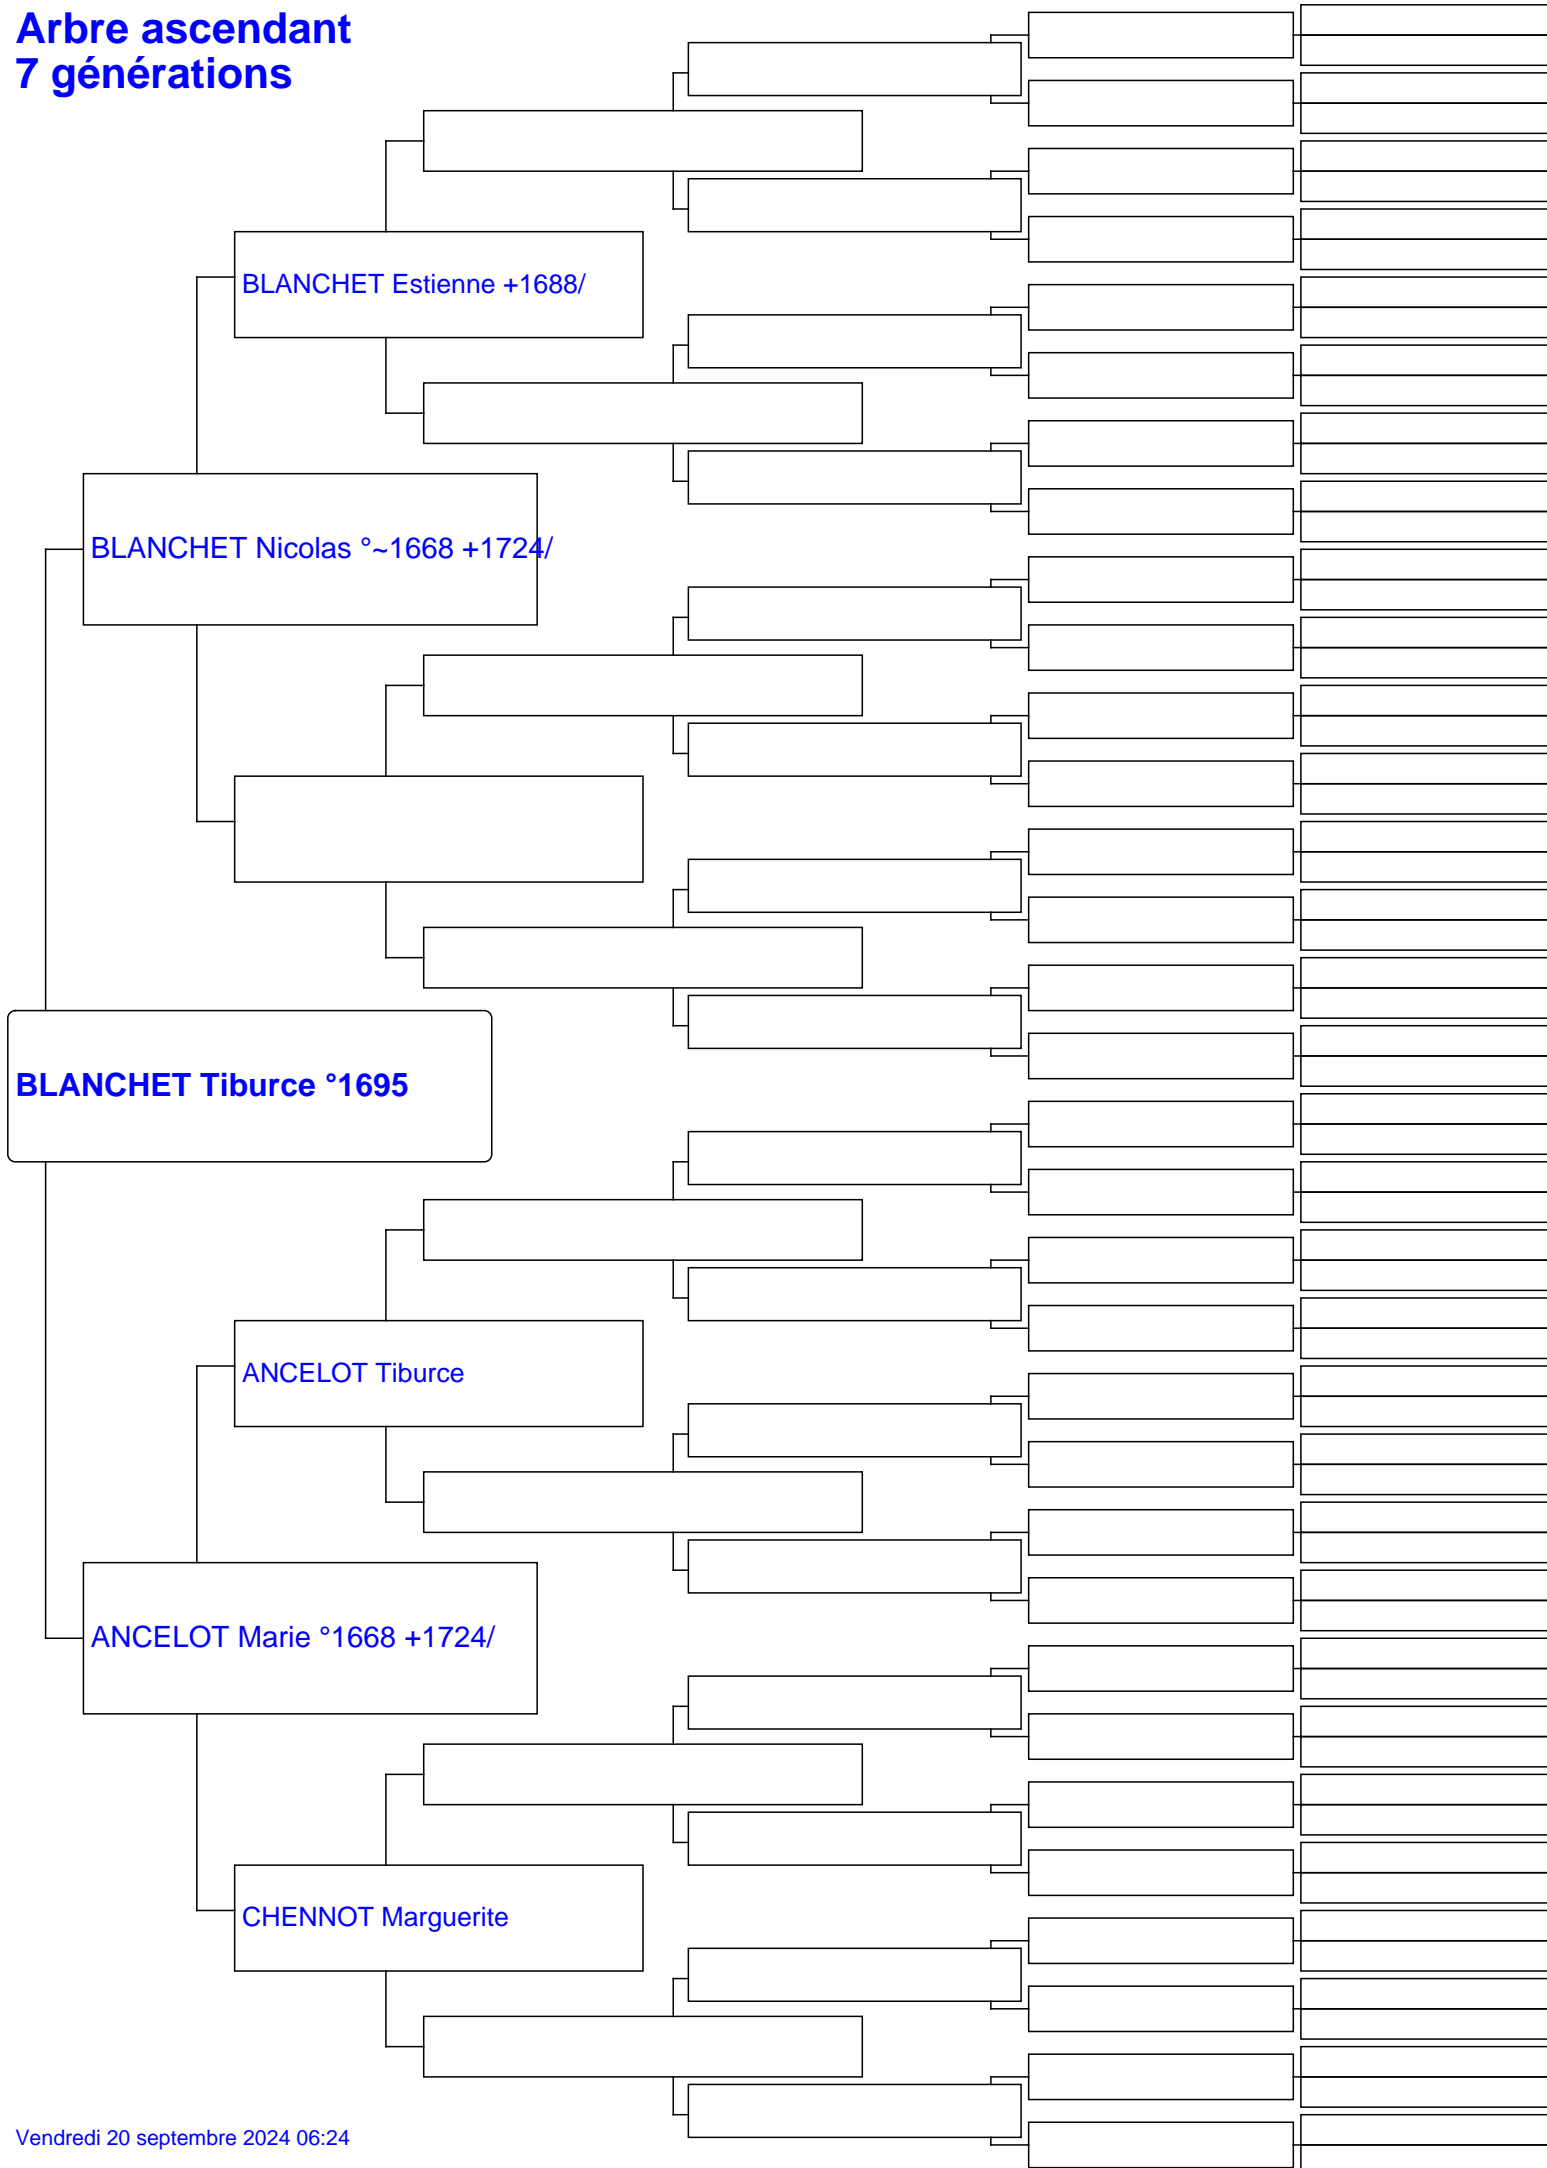 Arbre ascendant
7 générations
BLANCHET Estienne +1688/
BLANCHET Nicolas °~1668 +1724/
BLANCHET Tiburce °1695
ANCELOT Tiburce
ANCELOT Marie °1668 +1724/
CHENNOT Marguerite
Vendredi 20 septembre 2024 06:24